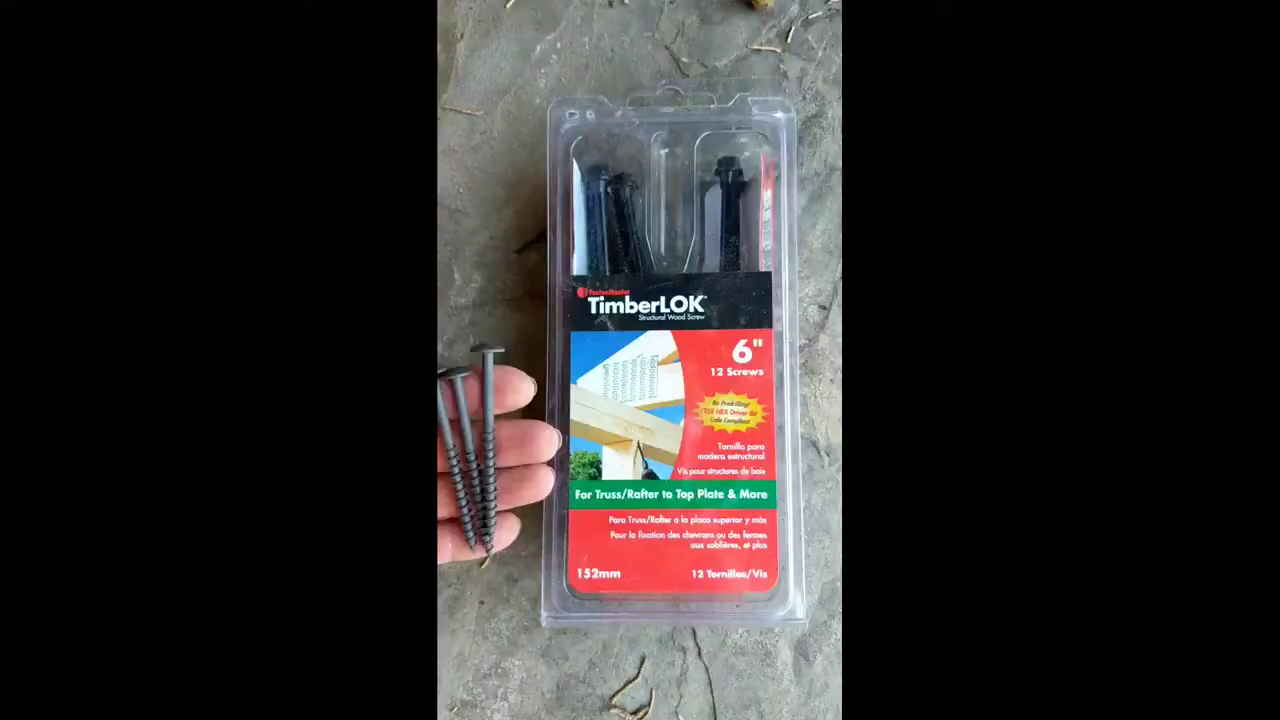 FastenMaster
TimberLOK
Structural Wood Screw
6"
12 Screws
No Predrilling!
FREE HEX Driver Bit
Code Compliant!
Tornillo para
madera estructural
Vis pour structures de bois
For Truss/Rafter to Top Plate & More
Para Truss/Rafter a la placa superior y más
Pour la fixation des chevrons ou des fermes
aux sablières, et plus
152mm
12 Tornillos/Vis